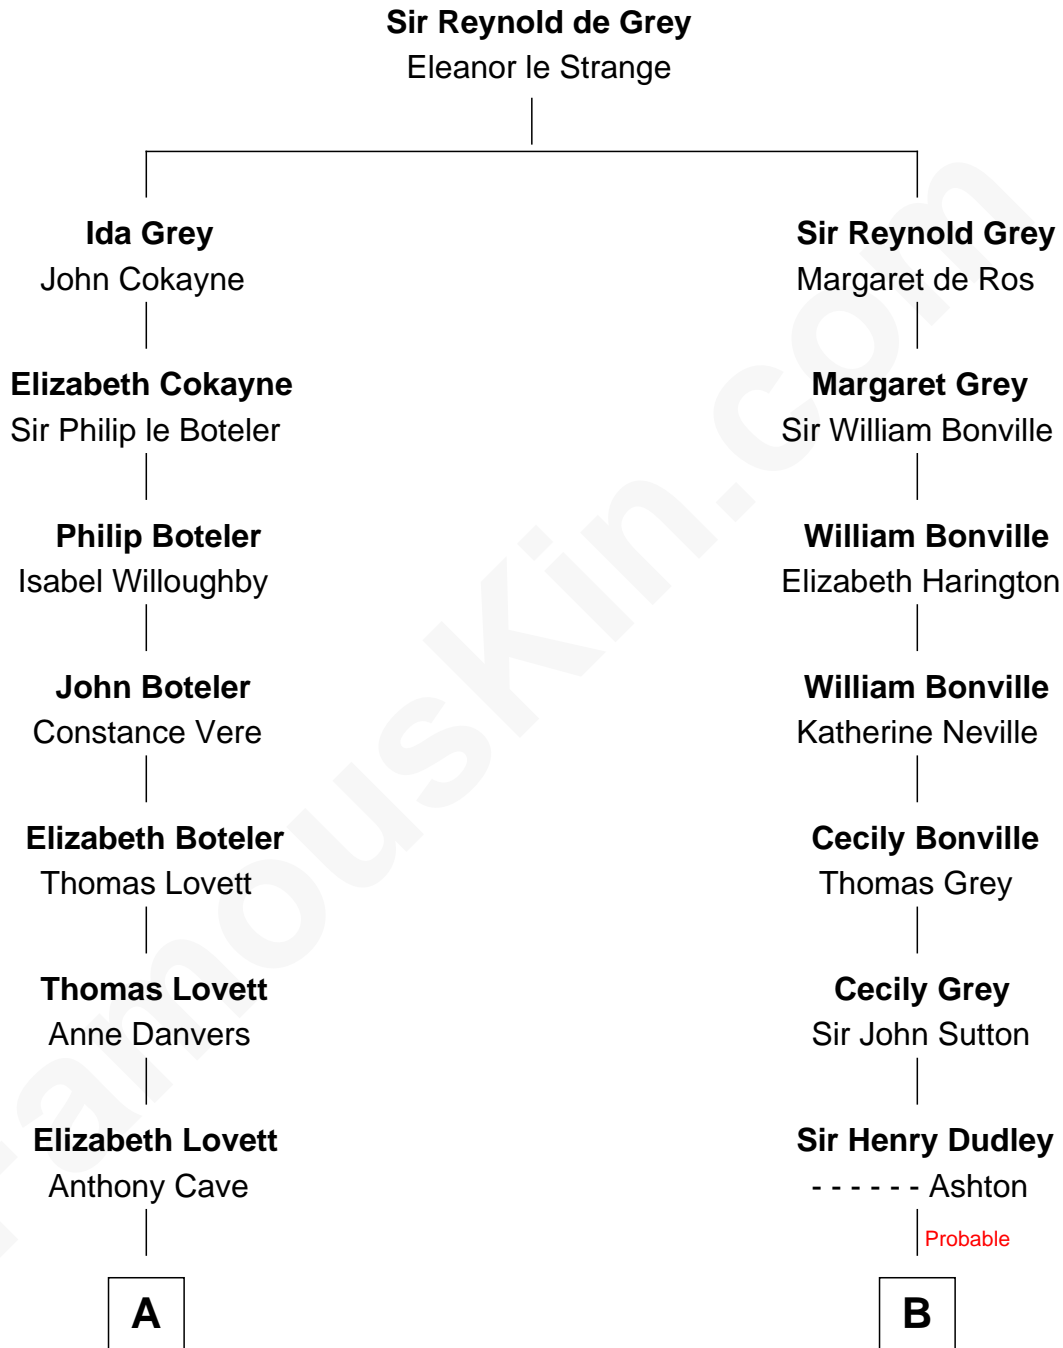 Sir Reynold de Grey
Eleanor le Strange
Ida Grey
John Cokayne
Sir Reynold Grey
Margaret de Ros
Elizabeth Cokayne
Sir Philip le Boteler
Margaret Grey
Sir William Bonville
Philip Boteler
Isabel Willoughby
William Bonville
Elizabeth Harington
John Boteler
Constance Vere
William Bonville
Katherine Neville
Elizabeth Boteler
Thomas Lovett
Cecily Bonville
Thomas Grey
Thomas Lovett
Anne Danvers
Cecily Grey
Sir John Sutton
Elizabeth Lovett
Anthony Cave
Sir Henry Dudley
- - - - - - Ashton
Probable
A
B
FamousKin.com